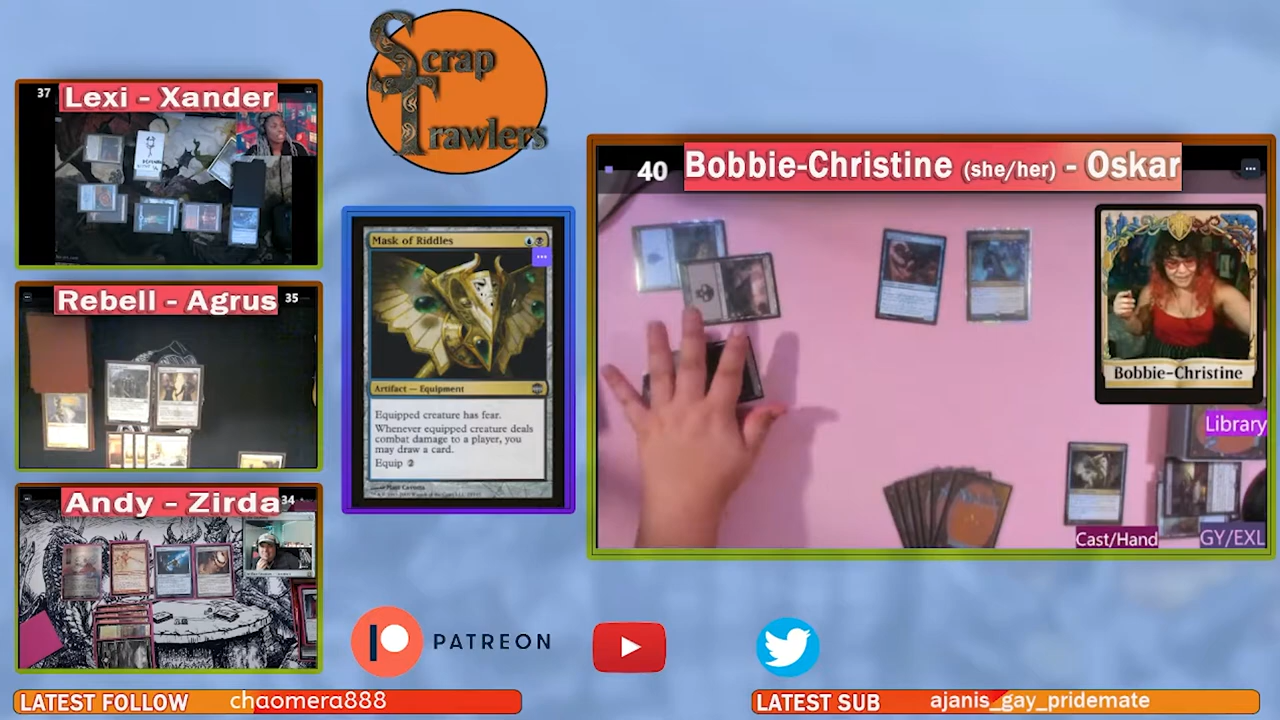 37
Lexi - Xander
Rebell - Agrus
35
Andy - Zirda
34
Scrap
Trawlers
Mask of Riddles
Artifact — Equipment
Equipped creature has fear.
Whenever equipped creature deals
combat damage to a player, you
may draw a card.
Equip 2
40
Bobbie-Christine (she/her) - Oskar
Bobbie-Christine
Library
Cast/Hand
GY/EXL
PATREON
LATEST FOLLOW
chaomera888
LATEST SUB
ajanis_gay_pridemate